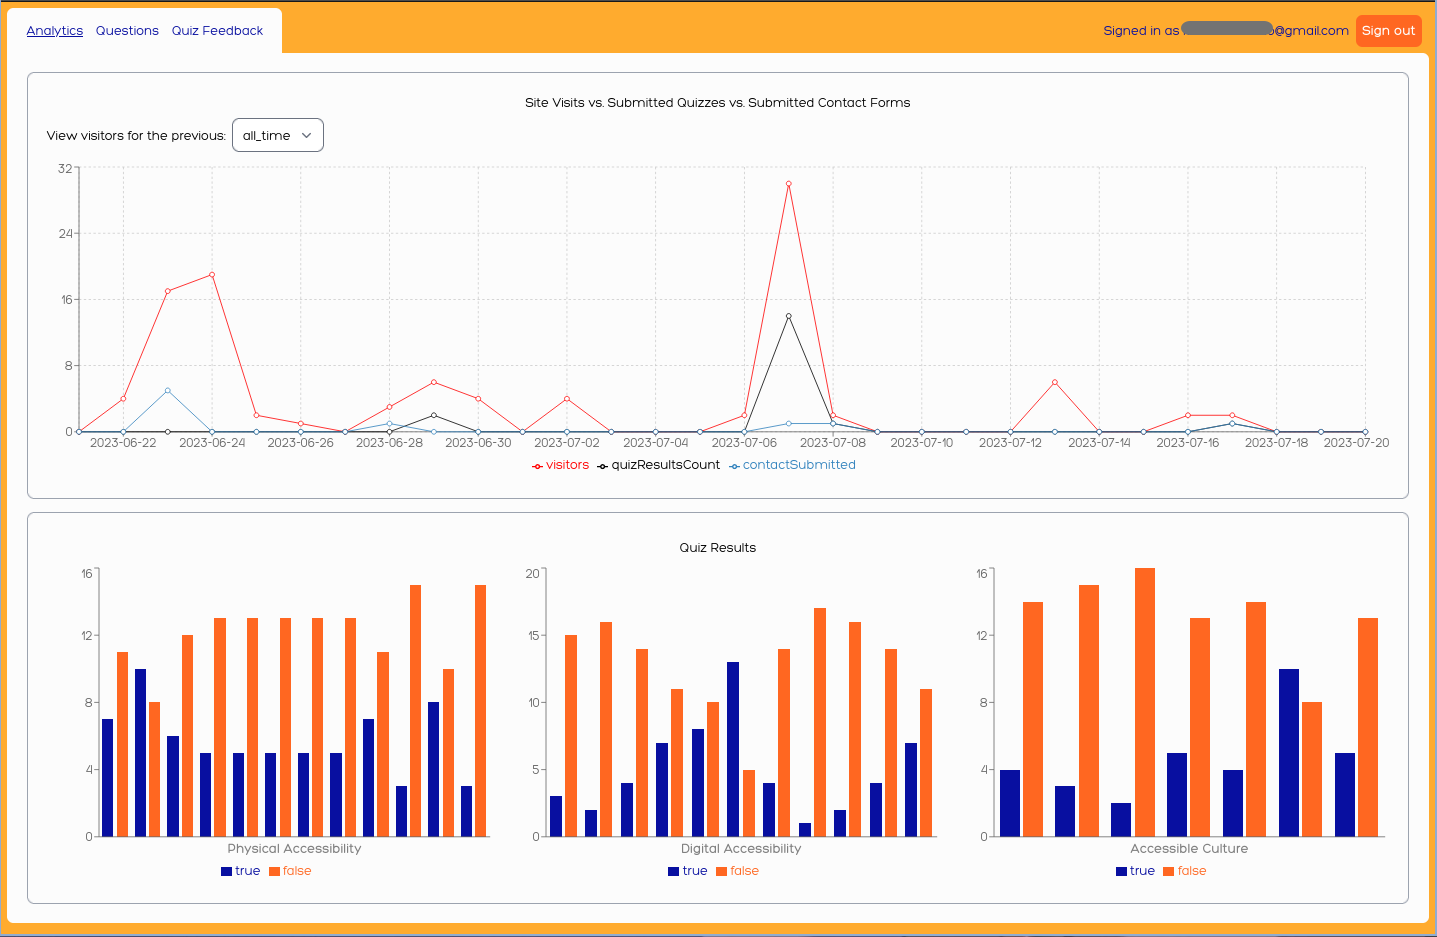 Analytics Questions Quiz Feedback Signed in as @gmail.com Sign out
Site Visits vs. Submitted Quizzes vs. Submitted Contact Forms
View visitors for the previous: all_time
32
24
16
8
0
2023-06-22 2023-06-24 2023-06-26 2023-06-28 2023-06-30 2023-07-02 2023-07-04 2023-07-06 2023-07-08 2023-07-10 2023-07-12 2023-07-14 2023-07-16 2023-07-18 2023-07-20
visitors quizResultsCount contactSubmitted
Quiz Results
16
12
8
4
0
Physical Accessibility
true false
20
15
10
5
0
Digital Accessibility
true false
16
12
8
4
0
Accessible Culture
true false